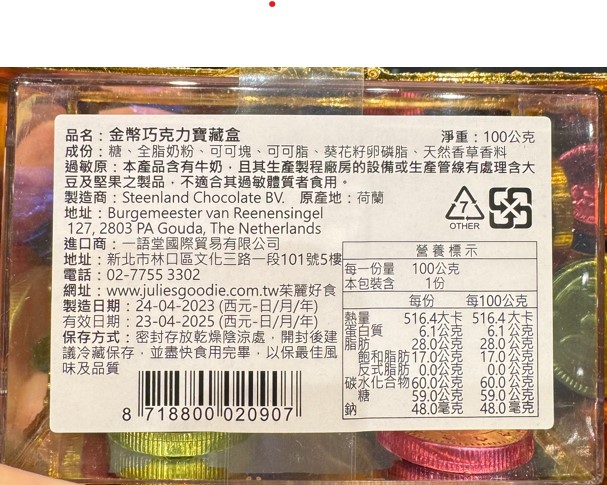 品名：金幣巧克力寶藏盒 淨重：100公克
成份：糖、全脂奶粉、可可塊、可可脂、葵花籽卵磷脂、天然香草香料
過敏原：本產品含有牛奶，且其生產製程廠房的設備或生產管線有處理含大
豆及堅果之製品，不適合其過敏體質者食用。
製造商：Steenland Chocolate BV. 原產地：荷蘭
地址：Burgemeester van Reenensingel
127, 2803 PA Gouda, The Netherlands
7
OTHER
進口商：一語堂國際貿易有限公司
地址：新北市林口區文化三路一段101號5樓
電話：02-7755 3302
網址：www.juliesgoodie.com.tw茱麗好食
製造日期：24-04-2023 (西元-日/月/年)
有效日期：23-04-2025 (西元-日/月/年)
保存方式：密封存放乾燥陰涼處，開封後建
議冷藏保存，並盡快食用完畢，以保最佳風
味及品質
8 718800 020907
營養標示
每一份量 100公克
本包裝含 1份
每份 每100公克
熱量 516.4大卡 516.4大卡
蛋白質 6.1公克 6.1公克
脂肪 28.0公克 28.0公克
飽和脂肪 17.0公克 17.0公克
反式脂肪 0.0公克 0.0公克
碳水化合物 60.0公克 60.0公克
糖 59.0公克 59.0公克
鈉 48.0毫克 48.0毫克